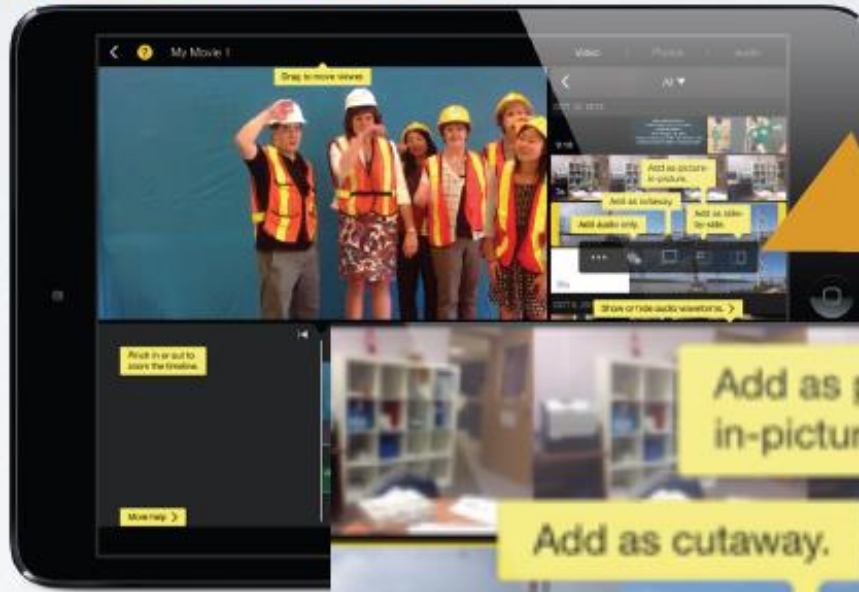 My Movie 1
Video
Photos
Audio
Drag to move viewer.
All
Add as picture-
in-picture.
Add as cutaway.
Add as side-
by-side.
Add audio only.
Show or hide audio waveforms.
Pinch in or out to
zoom the timeline.
More help
Add as
in-pictur
Add as cutaway.